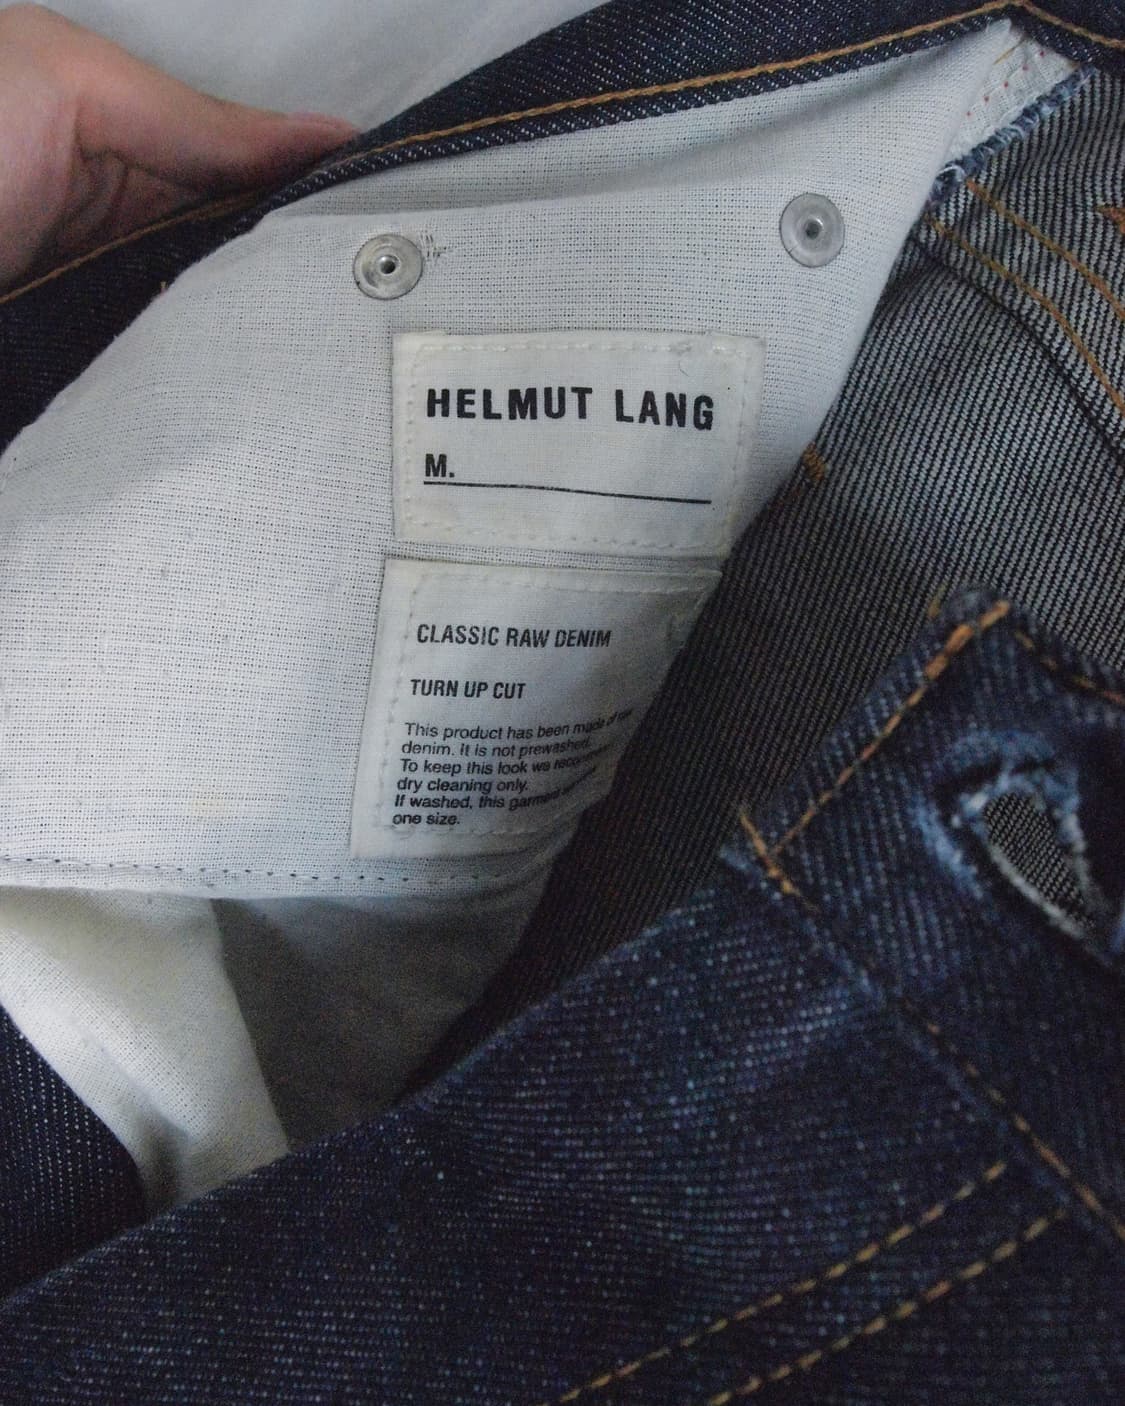 HELMUT LANG
M.
CLASSIC RAW DENIM
TURN UP CUT
This product has been made of
denim. It is not prewashed.
To keep this look we
dry cleaning only.
If washed, this garment
one size.